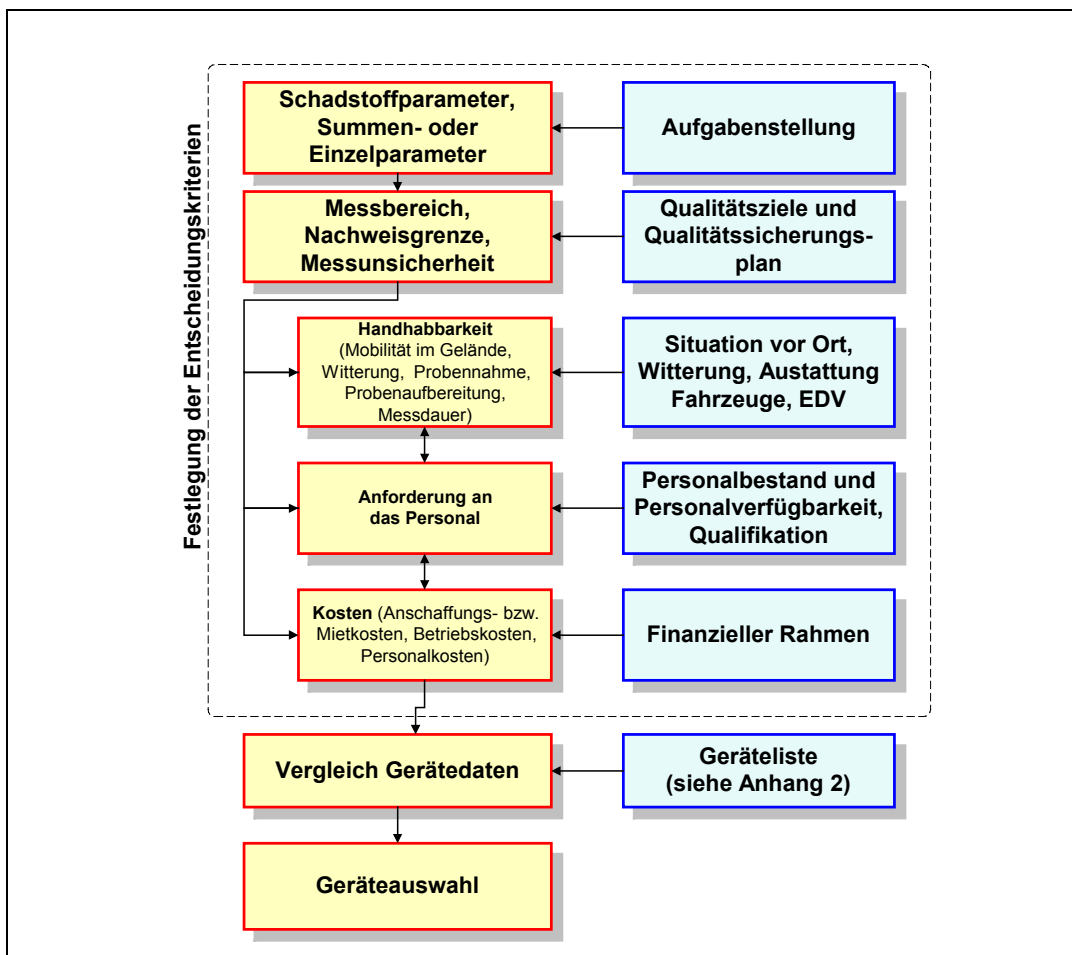 Festlegung der Entscheidungskriterien
Schadstoffparameter,
Summen- oder
Einzelparameter
Aufgabenstellung
Messbereich,
Nachweisgrenze,
Messunsicherheit
Qualitätsziele und
Qualitätssicherungs-
plan
Handhabbarkeit
(Mobilität im Gelände,
Witterung, Probennahme,
Probenaufbereitung,
Messdauer)
Situation vor Ort,
Witterung, Austattung
Fahrzeuge, EDV
Anforderung an
das Personal
Personalbestand und
Personalverfügbarkeit,
Qualifikation
Kosten (Anschaffungs- bzw.
Mietkosten, Betriebskosten,
Personalkosten)
Finanzieller Rahmen
Vergleich Gerätedaten
Geräteliste
(siehe Anhang 2)
Geräteauswahl